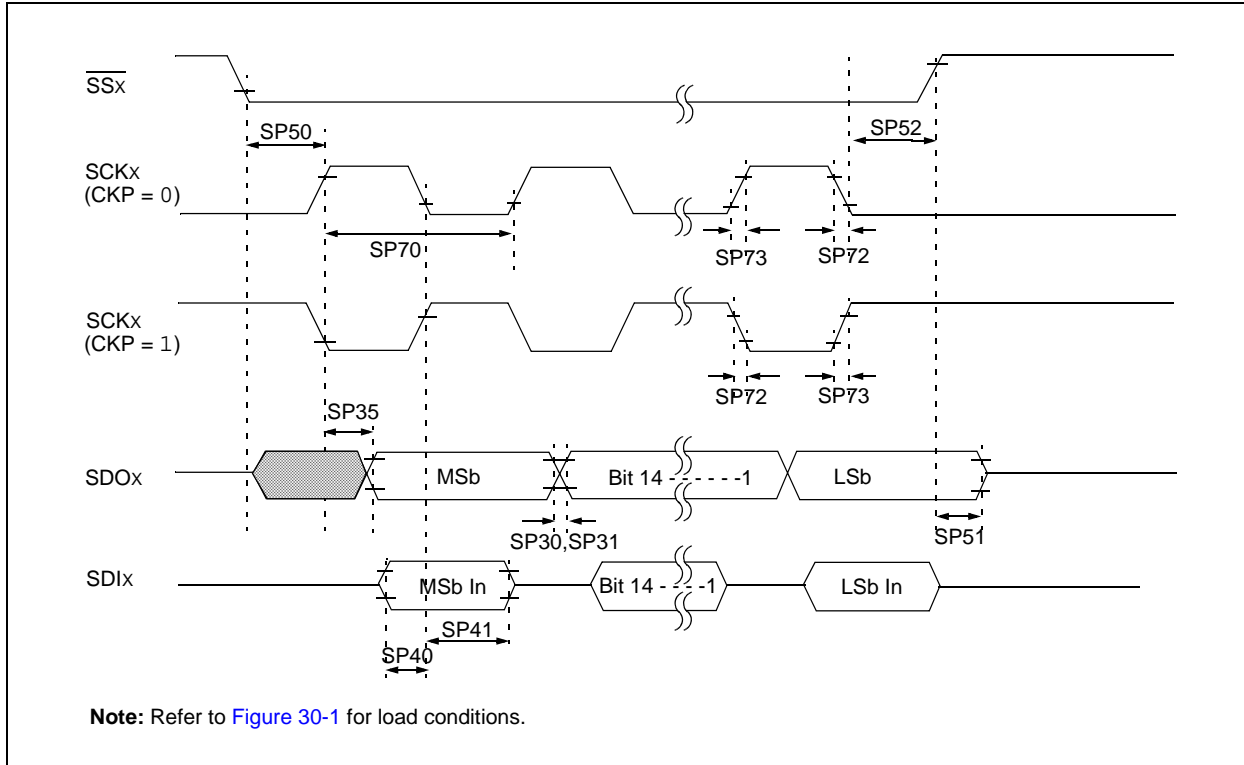 SSX
SP50
SP52
SCKX
(CKP = 0)
SP70
SP73
SP72
SCKX
(CKP = 1)
SP72
SP73
SP35
SDOX
MSb
Bit 14 - - - - - -1
LSb
SP30,SP31
SP51
SDIX
MSb In
Bit 14 - - - -1
LSb In
SP41
SP40
Note: Refer to Figure 30-1 for load conditions.